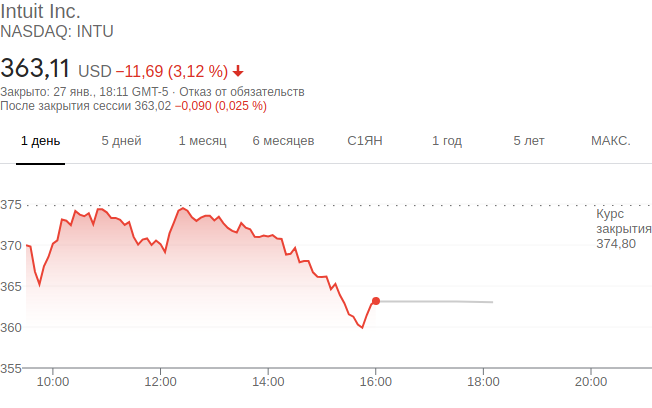 Intuit Inc.
NASDAQ: INTU
363,11 USD −11,69 (3,12 %)
Закрыто: 27 янв., 18:11 GMT-5 · Отказ от обязательств
После закрытия сессии 363,02 −0,090 (0,025 %)
1 день 5 дней 1 месяц 6 месяцев С1ЯН 1 год 5 лет МАКС.
375
Курс
закрытия
374,80
370
365
360
355
10:00 12:00 14:00 16:00 18:00 20:00